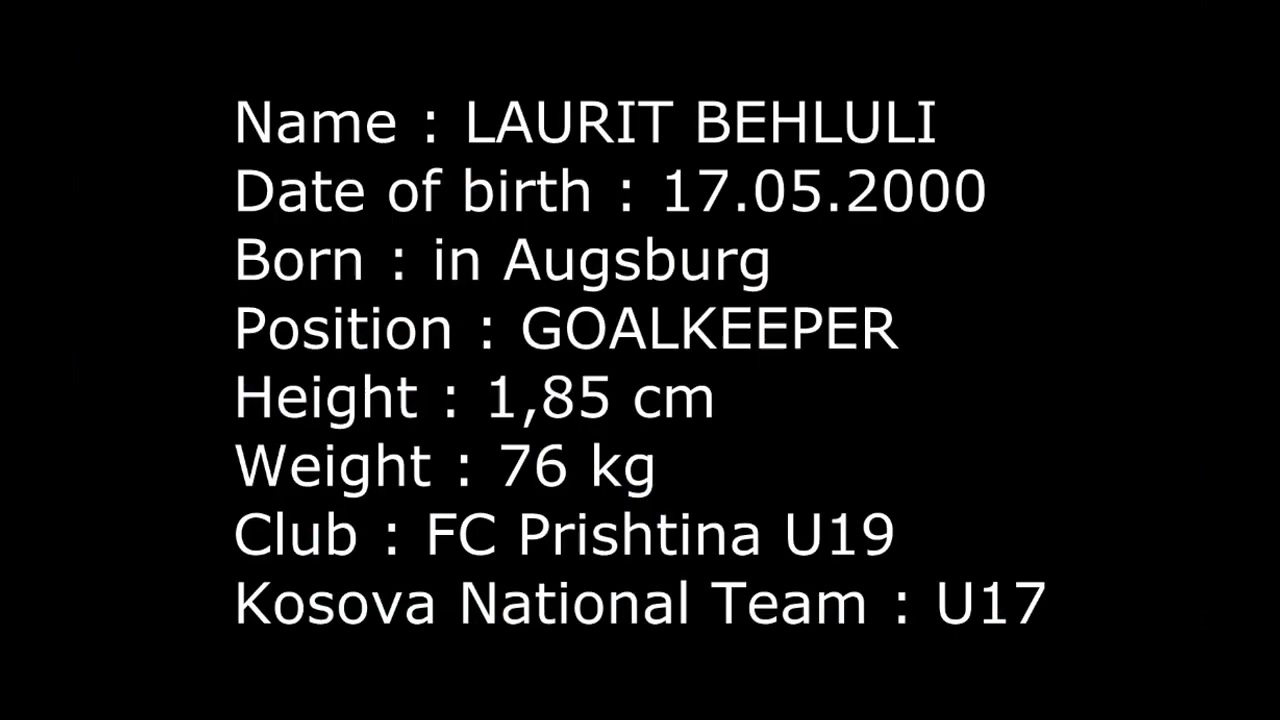 Name : LAURIT BEHLULI
Date of birth : 17.05.2000
Born : in Augsburg
Position : GOALKEEPER
Height : 1,85 cm
Weight : 76 kg
Club : FC Prishtina U19
Kosova National Team : U17